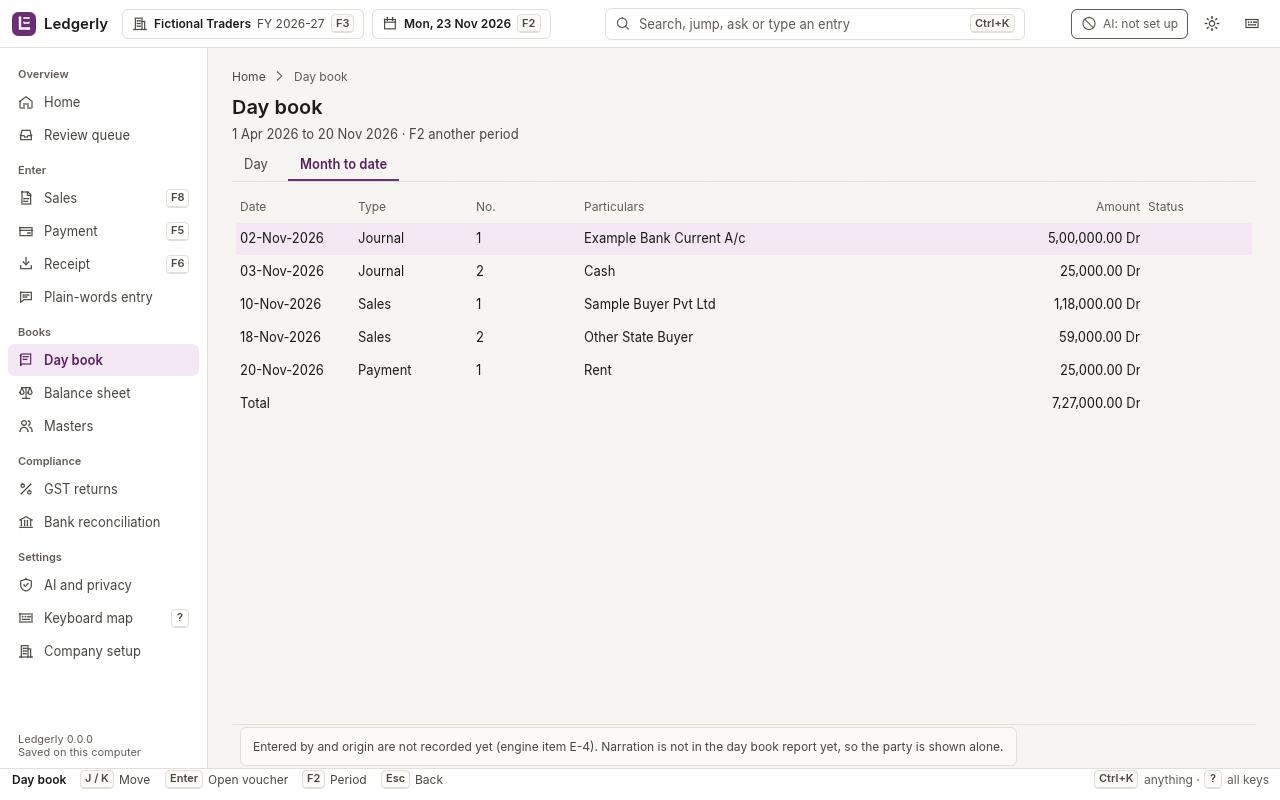 Ledgerly
Fictional Traders FY 2026-27 F3
Mon, 23 Nov 2026 F2
Search, jump, ask or type an entry Ctrl+K
AI: not set up
Overview
Home
Review queue
Enter
Sales F8
Payment F5
Receipt F6
Plain-words entry
Books
Day book
Balance sheet
Masters
Compliance
GST returns
Bank reconciliation
Settings
AI and privacy
Keyboard map ?
Company setup
Ledgerly 0.0.0
Saved on this computer
Home Day book
Day book
1 Apr 2026 to 20 Nov 2026 · F2 another period
Day Month to date
Date Type No. Particulars Amount Status
02-Nov-2026 Journal 1 Example Bank Current A/c 5,00,000.00 Dr
03-Nov-2026 Journal 2 Cash 25,000.00 Dr
10-Nov-2026 Sales 1 Sample Buyer Pvt Ltd 1,18,000.00 Dr
18-Nov-2026 Sales 2 Other State Buyer 59,000.00 Dr
20-Nov-2026 Payment 1 Rent 25,000.00 Dr
Total 7,27,000.00 Dr
Entered by and origin are not recorded yet (engine item E-4). Narration is not in the day book report yet, so the party is shown alone.
Day book J / K Move Enter Open voucher F2 Period Esc Back Ctrl+K anything · ? all keys